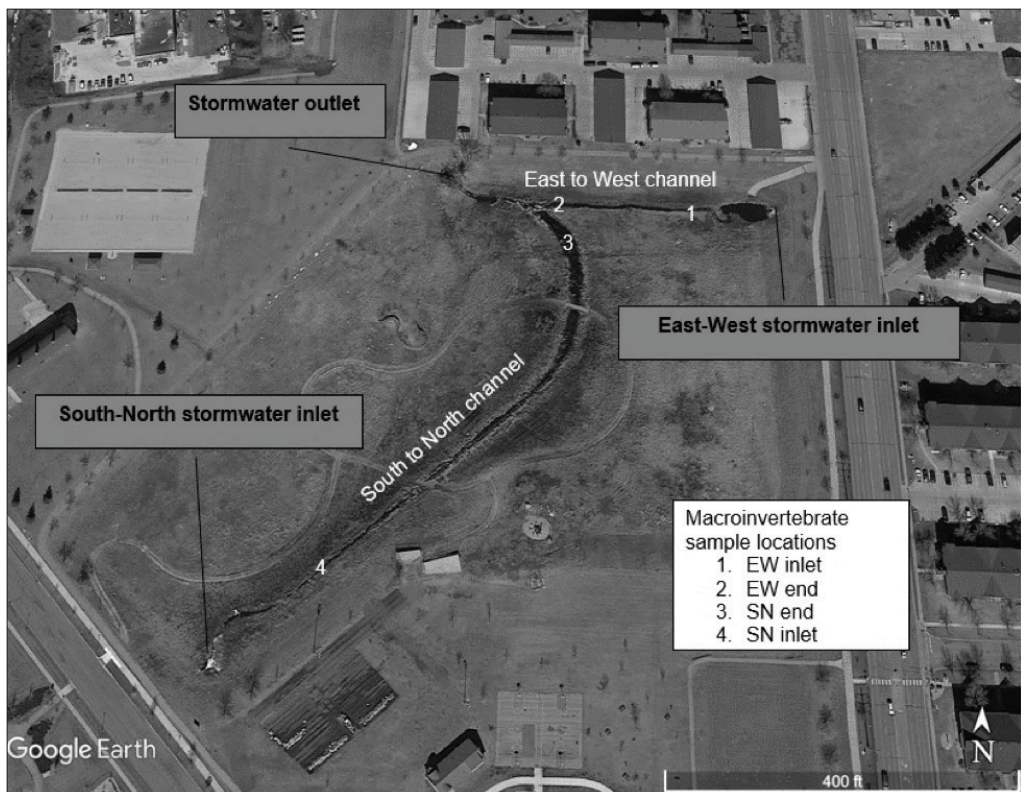 Stormwater outlet
East to West channel
2
1
3
East-West stormwater inlet
South-North stormwater inlet
South to North channel
4
Macroinvertebrate
sample locations
1. EW inlet
2. EW end
3. SN end
4. SN inlet
Google Earth
N
400 ft